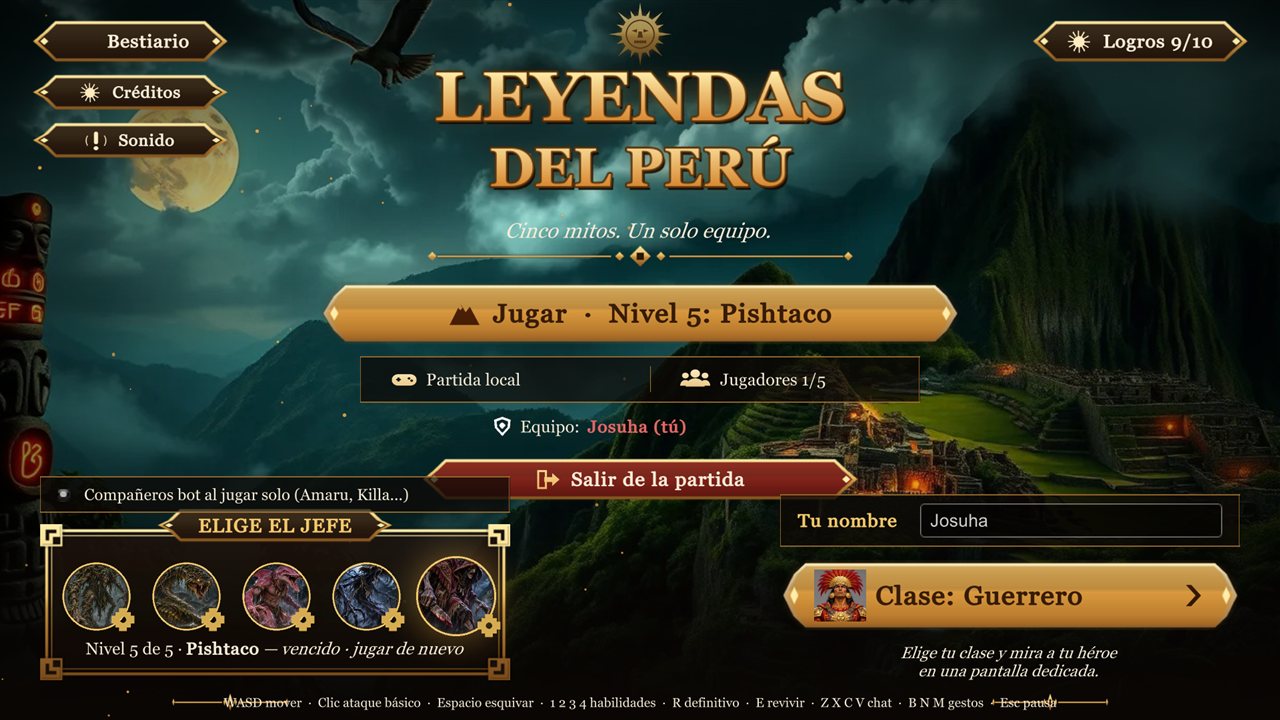 Bestiario
Créditos
Sonido
Logros 9/10
LEYENDAS
DEL PERÚ
Cinco mitos. Un solo equipo.
Jugar · Nivel 5: Pishtaco
Partida local
Jugadores 1/5
Equipo: Josuha (tú)
Salir de la partida
Compañeros bot al jugar solo (Amaru, Killa...)
ELIGE EL JEFE
Nivel 5 de 5 · Pishtaco — vencido · jugar de nuevo
Tu nombre
Josuha
Clase: Guerrero
Elige tu clase y mira a tu héroe
en una pantalla dedicada.
WASD mover · Clic ataque básico · Espacio esquivar · 1 2 3 4 habilidades · R definitivo · E revivir · Z X C V chat · B N M gestos · Esc pausa